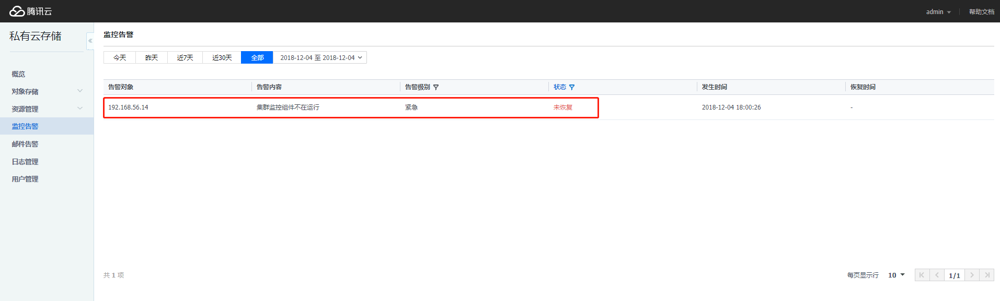 腾讯云
admin
帮助文档
私有云存储
概览
对象存储
资源管理
监控告警
邮件告警
日志管理
用户管理
监控告警
今天 昨天 近7天 近30天 全部 2018-12-04 至 2018-12-04
告警对象 告警内容 告警级别 状态 发生时间 恢复时间
192.168.56.14 集群监控组件不在运行 紧急 未恢复 2018-12-04 18:00:26 -
共 1 项
每页显示行 10 1/1